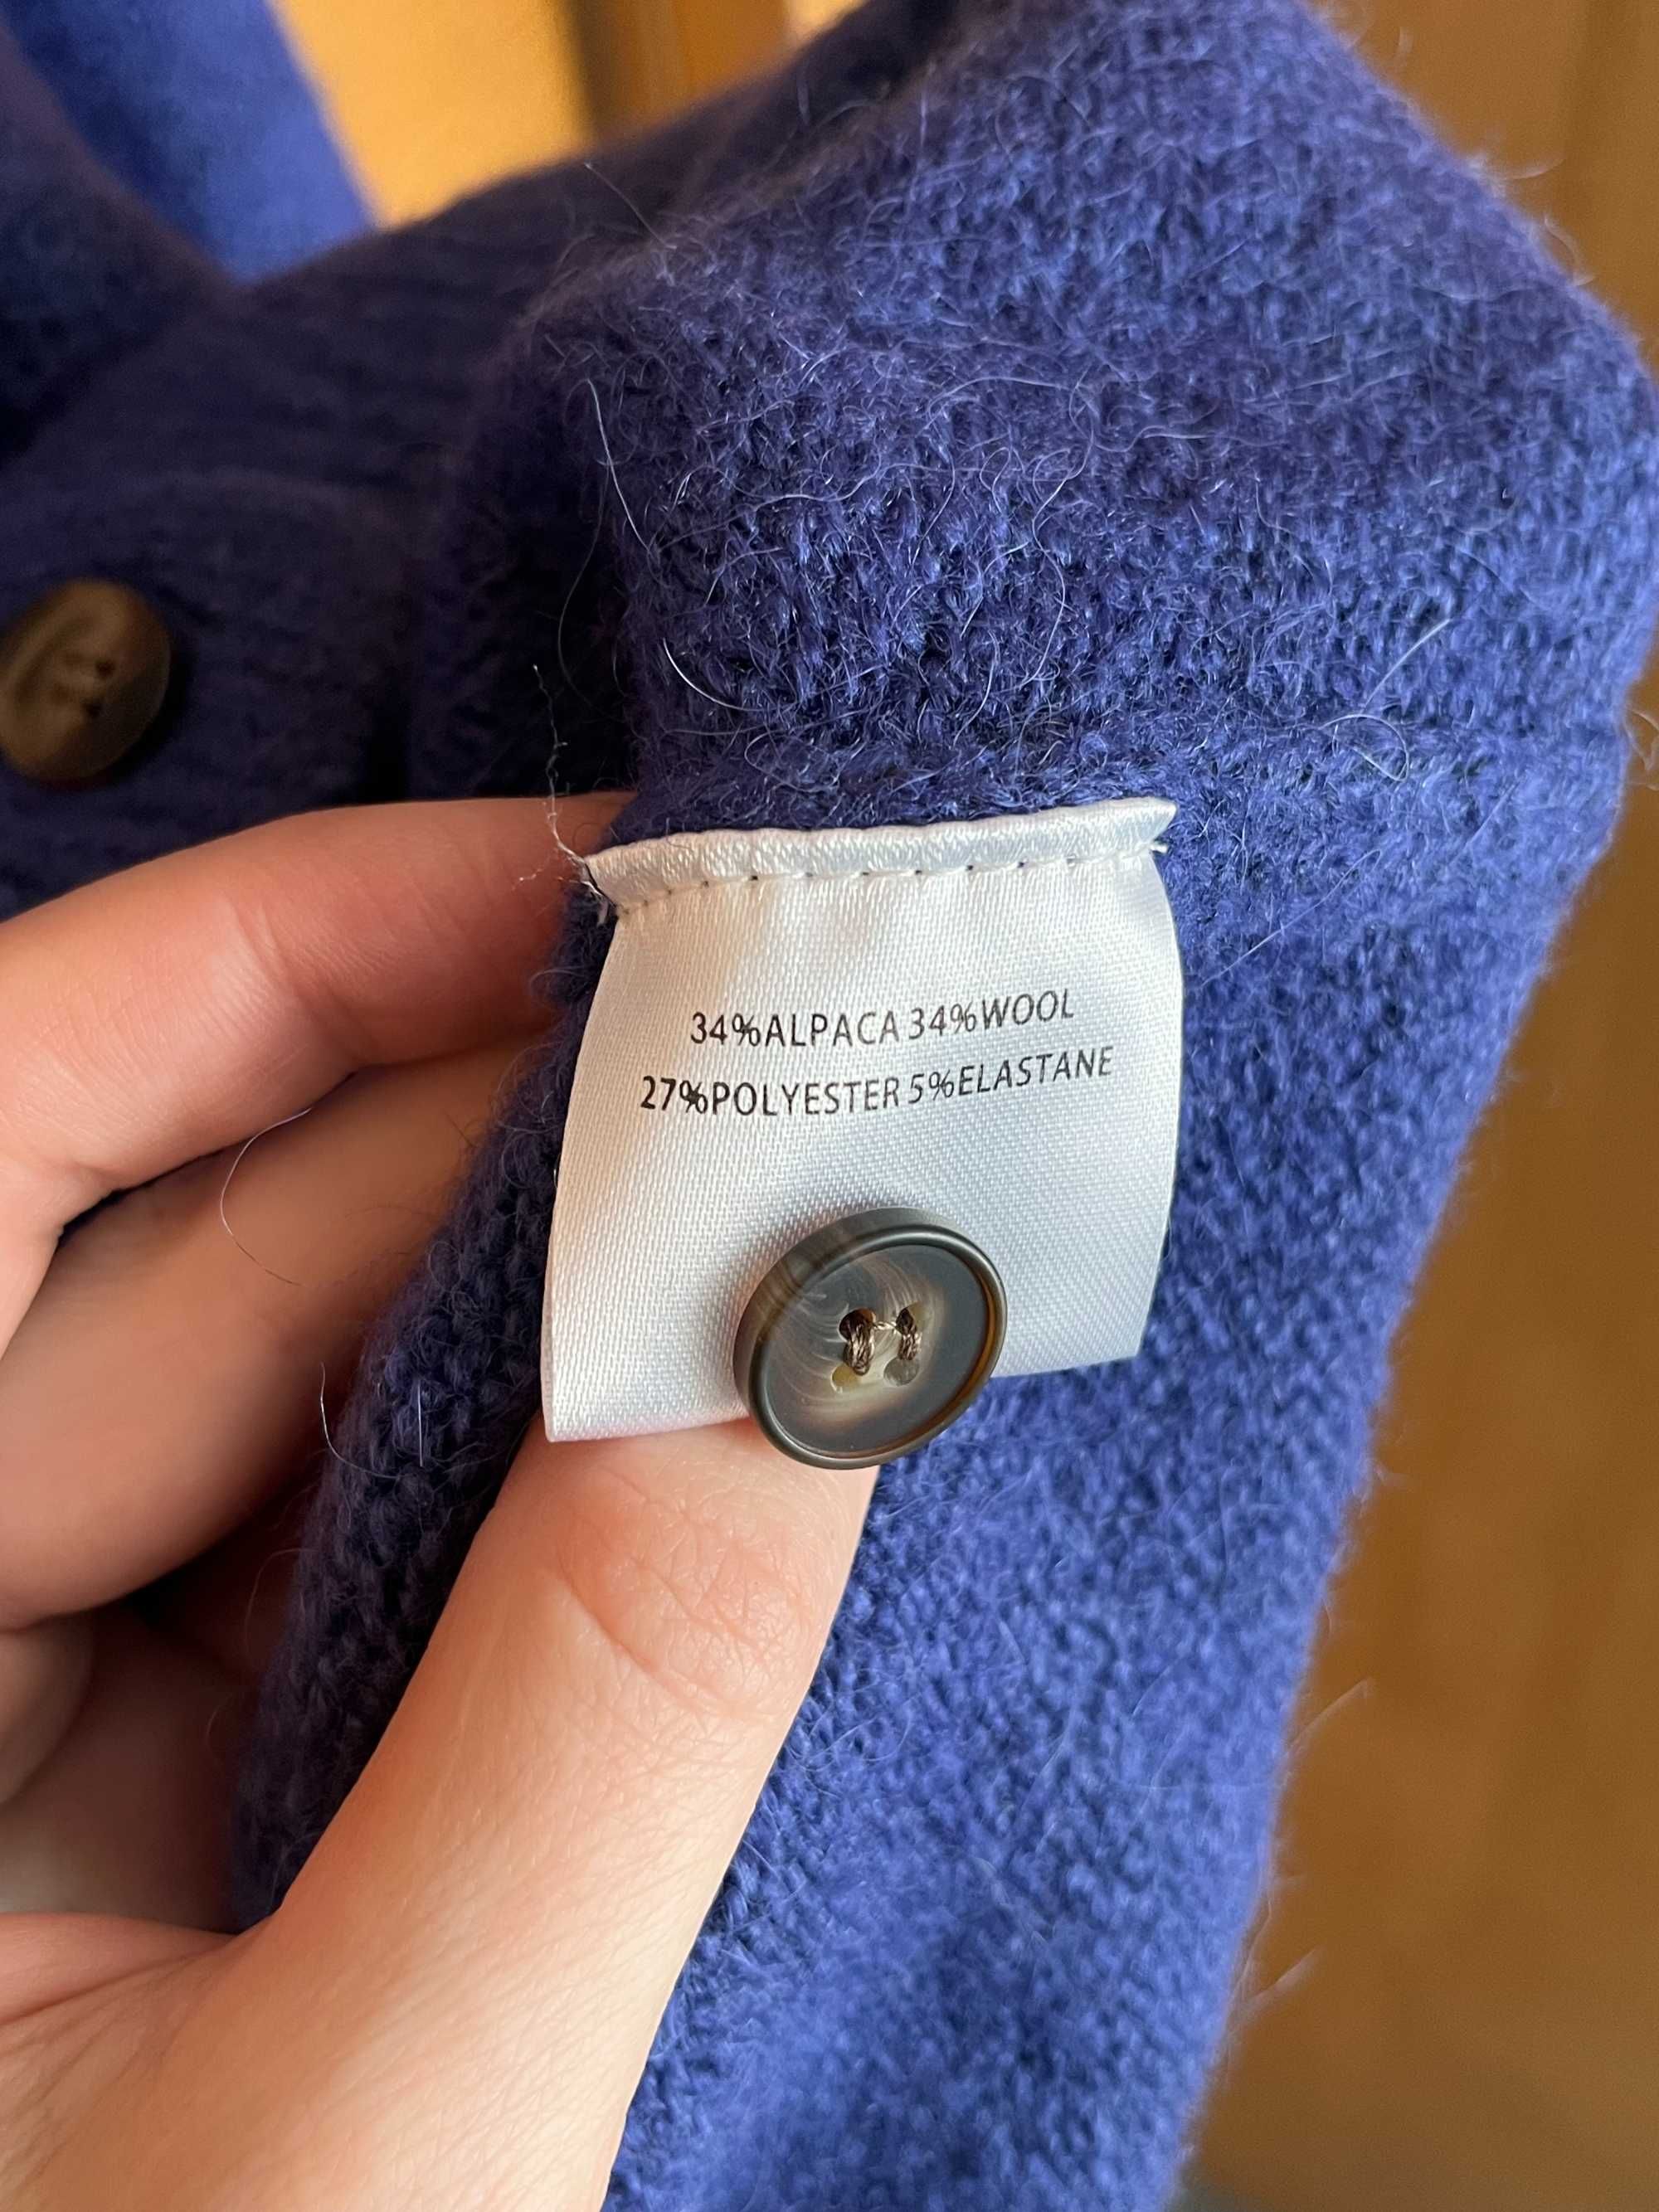 34%ALPACA 34%WOOL
27%POLYESTER 5%ELASTANE